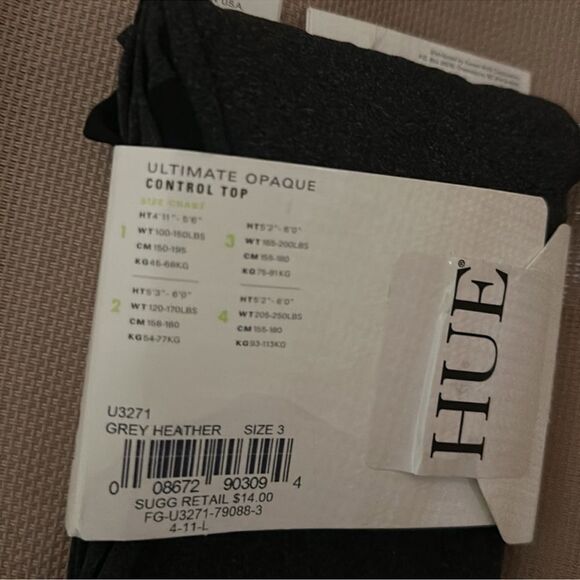 U.S.A.
ULTIMATE OPAQUE
CONTROL TOP
SIZE CHART
1
HT 4'11"- 5'6"
WT 100-150LBS
CM 150-195
KG 45-68KG
2
HT 5'3"- 6'0"
WT 120-170LBS
CM 158-180
KG 54-77KG
3
HT 5'2"- 6'0"
WT 165-200LBS
CM 155-180
KG 75-91KG
4
HT 5'2"- 6'0"
WT 205-250LBS
CM 155-180
KG 93-113KG
HUE®
U3271
GREY HEATHER SIZE 3
0 08672 90309 4
SUGG RETAIL $14.00
FG-U3271-79088-3
4-11-L